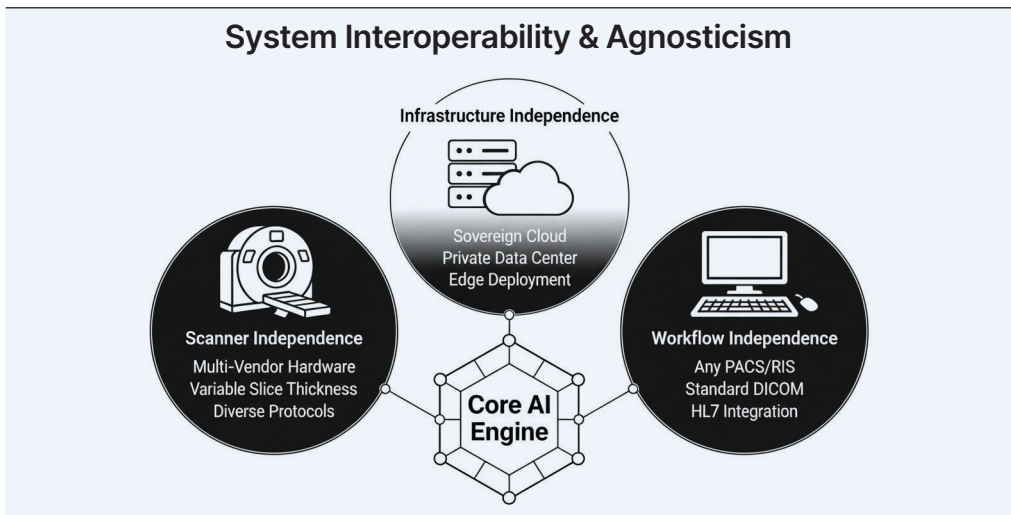 System Interoperability & Agnosticism
Infrastructure Independence
Sovereign Cloud
Private Data Center
Edge Deployment
Scanner Independence
Multi-Vendor Hardware
Variable Slice Thickness
Diverse Protocols
Workflow Independence
Any PACS/RIS
Standard DICOM
HL7 Integration
Core AI
Engine